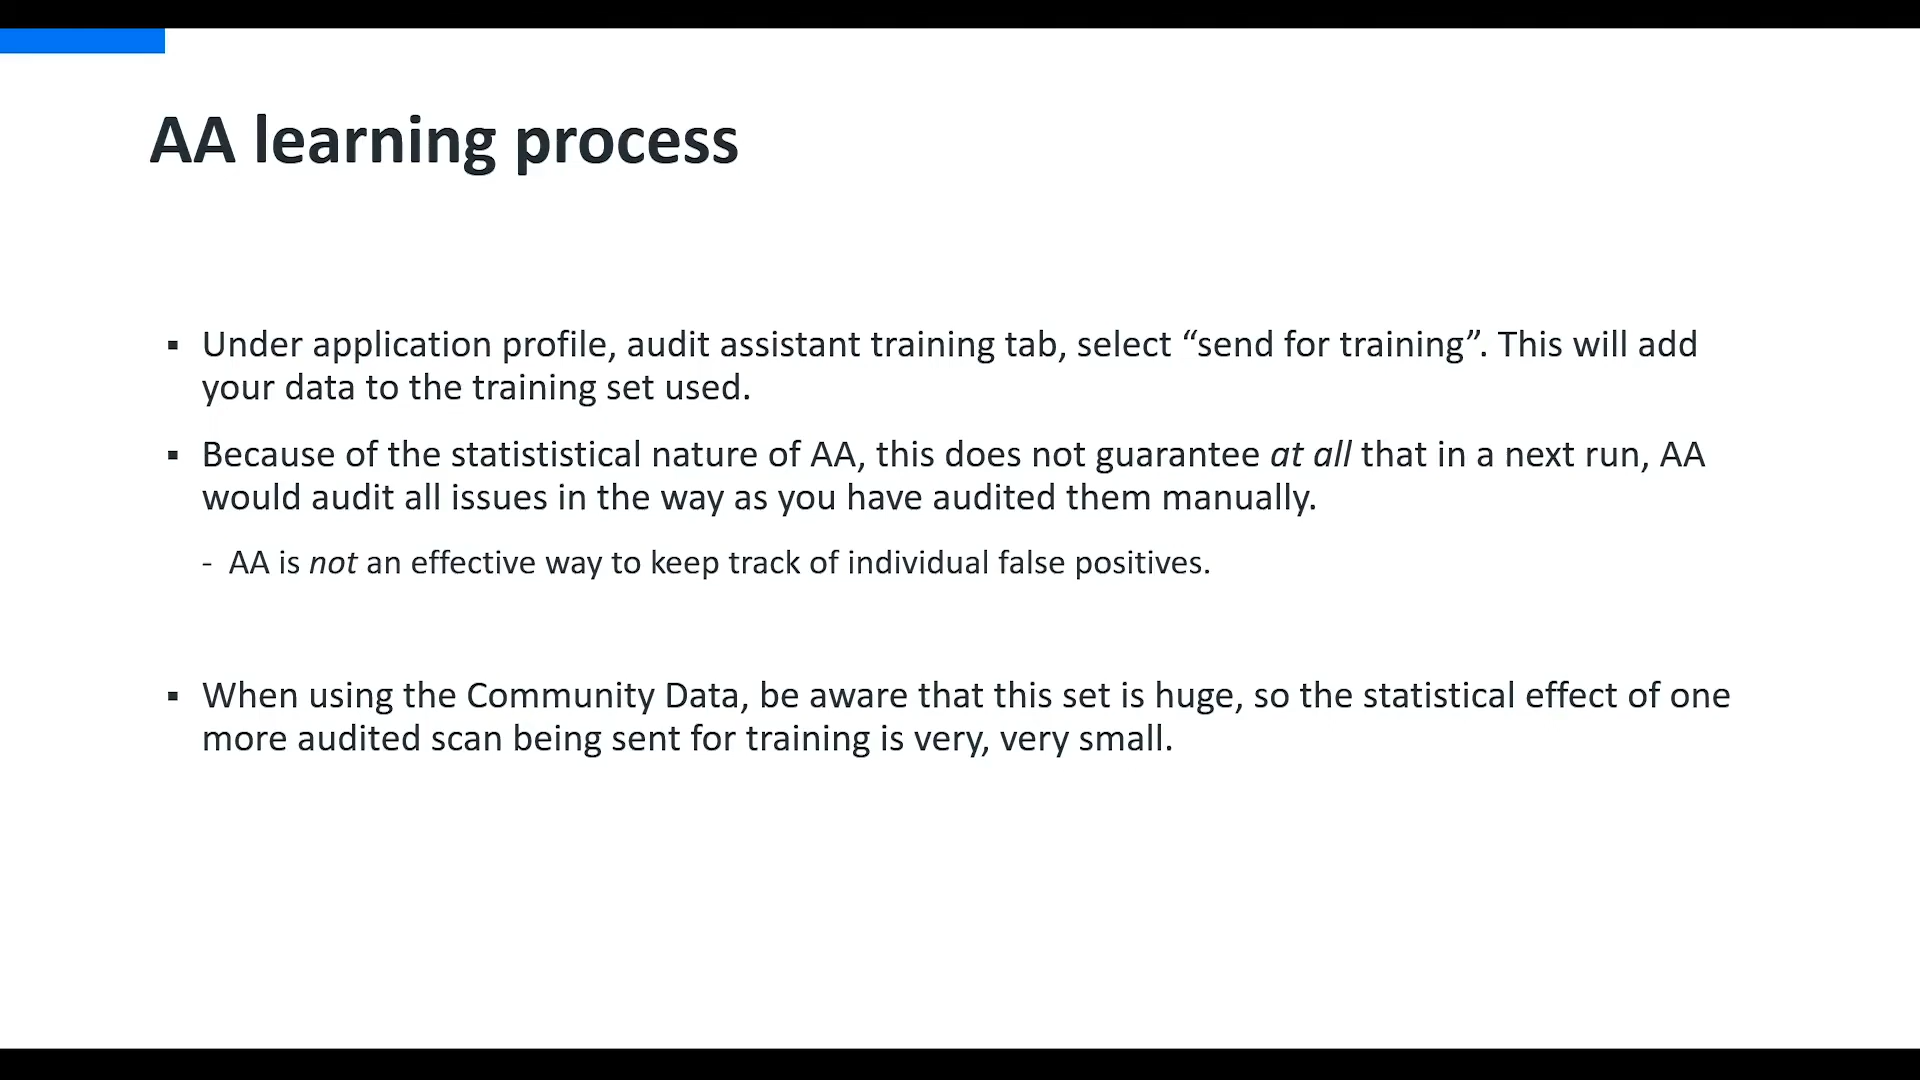 AA learning process
▪ Under application profile, audit assistant training tab, select “send for training”. This will add
your data to the training set used.
▪ Because of the statististical nature of AA, this does not guarantee at all that in a next run, AA
would audit all issues in the way as you have audited them manually.
- AA is not an effective way to keep track of individual false positives.
▪ When using the Community Data, be aware that this set is huge, so the statistical effect of one
more audited scan being sent for training is very, very small.